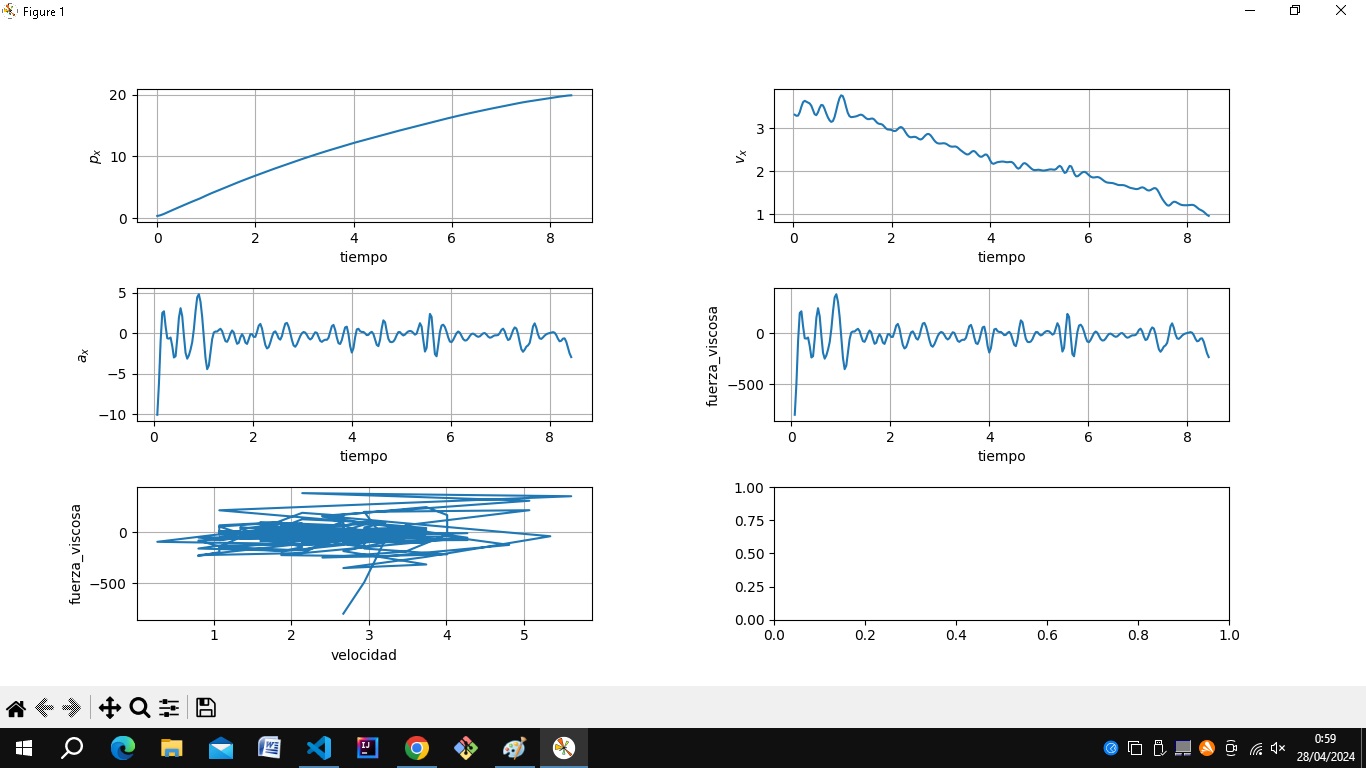 Figure 1
20
10
0
p_x
0 2 4 6 8
tiempo
3
2
1
v_x
0 2 4 6 8
tiempo
5
0
−5
−10
a_x
0 2 4 6 8
tiempo
0
−500
fuerza_viscosa
0 2 4 6 8
tiempo
0
−500
fuerza_viscosa
1 2 3 4 5
velocidad
1.00
0.75
0.50
0.25
0.00
0.0 0.2 0.4 0.6 0.8 1.0
0:59
28/04/2024